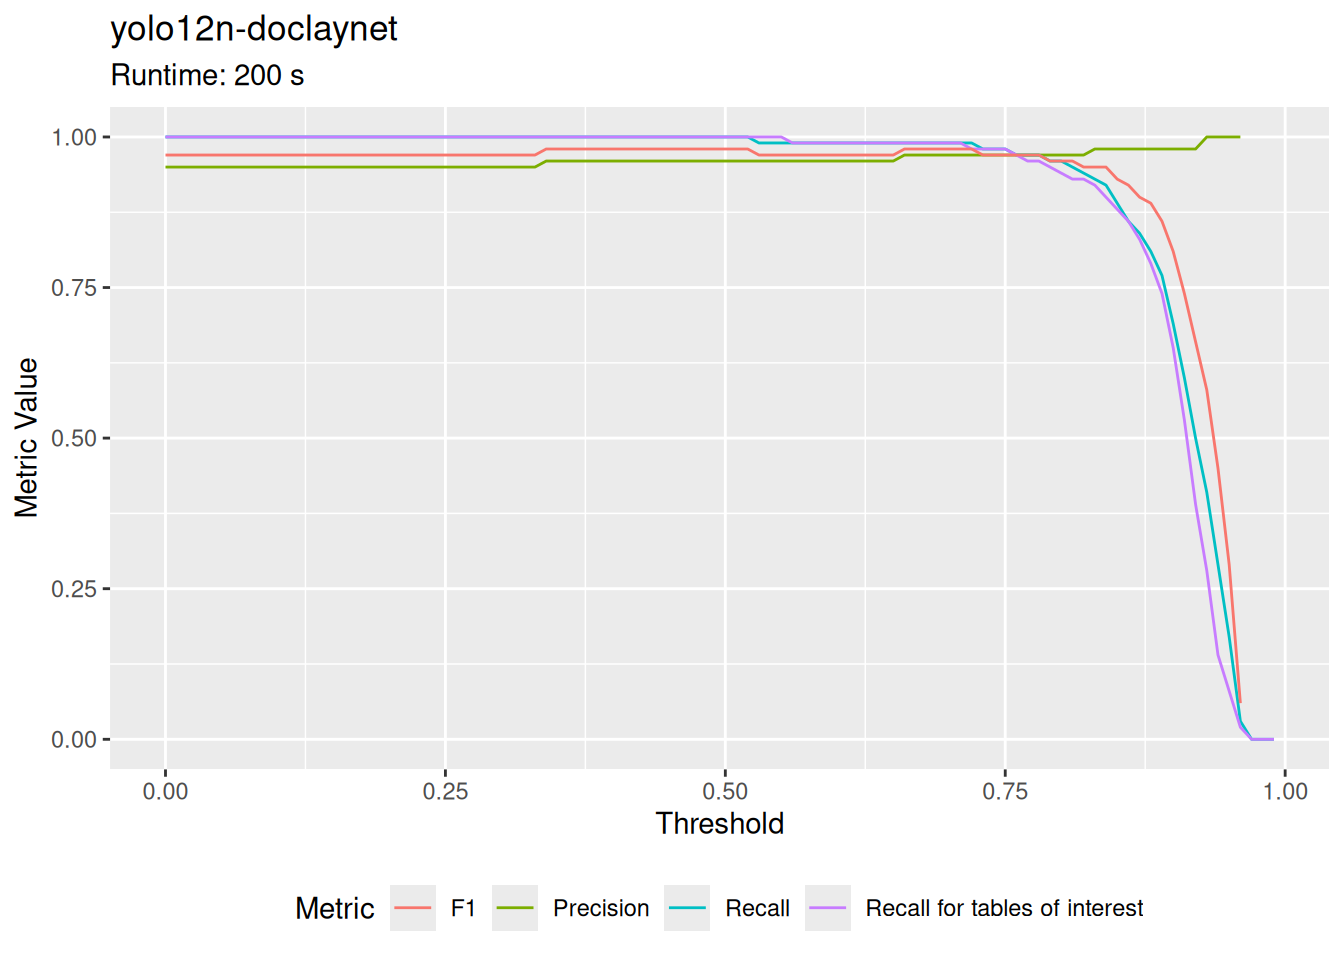 yolo12n-doclaynet
Runtime: 200 s
1.00
0.75
0.50
0.25
0.00
Metric Value
0.00 0.25 0.50 0.75 1.00
Threshold
Metric F1 Precision Recall Recall for tables of interest